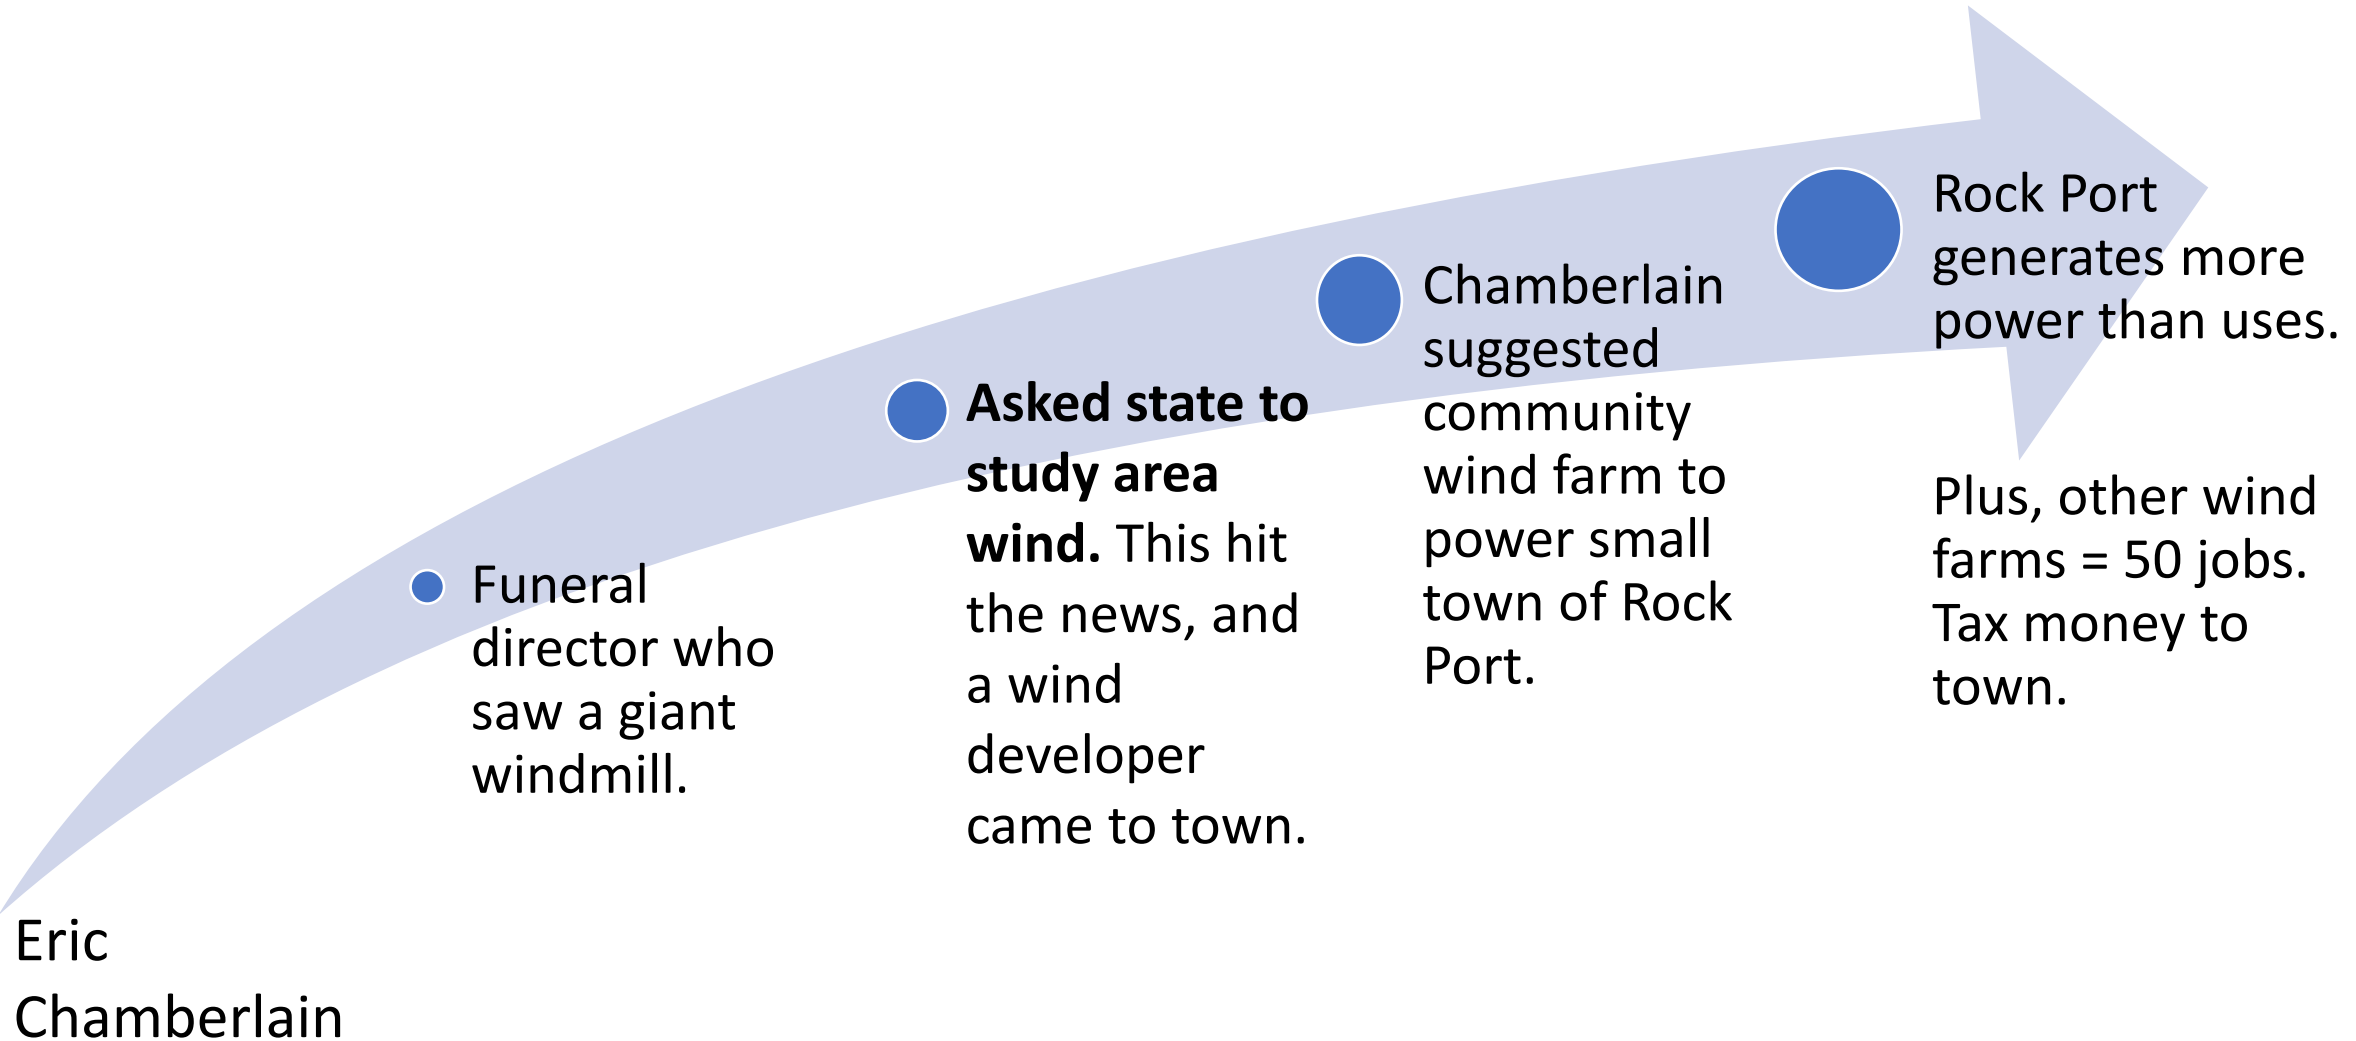 Eric
Chamberlain
Funeral
director who
saw a giant
windmill.
Asked state to
study area
wind. This hit
the news, and
a wind
developer
came to town.
Chamberlain
suggested
community
wind farm to
power small
town of Rock
Port.
Rock Port
generates more
power than uses.
Plus, other wind
farms = 50 jobs.
Tax money to
town.